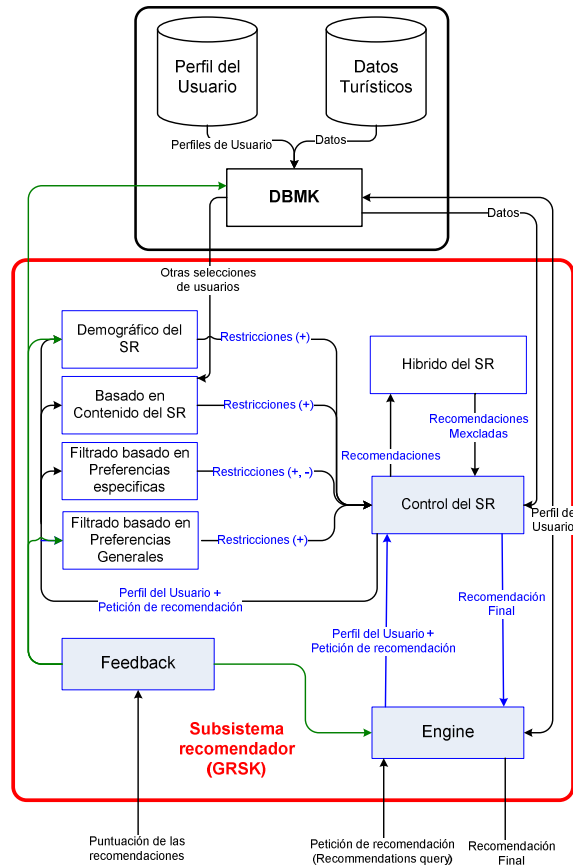 Perfil del
Usuario
Datos
Turísticos
Perfiles de Usuario
Datos
DBMK
Datos
Otras selecciones
de usuarios
Demográfico del
SR
Restricciones (+)
Hibrido del SR
Basado en
Contenido del SR
Restricciones (+)
Recomendaciones
Mexcladas
Recomendaciones
Filtrado basado en
Preferencias
especificas
Restricciones (+, -)
Control del SR
Perfil de
Usuario
Filtrado basado en
Preferencias
Generales
Restricciones (+)
Perfil del Usuario +
Petición de recomendación
Recomendación
Final
Perfil del Usuario +
Petición de recomendación
Feedback
Subsistema
recomendador
(GRSK)
Engine
Puntuación de las
recomendaciones
Petición de recomendación
(Recommendations query)
Recomendación
Final